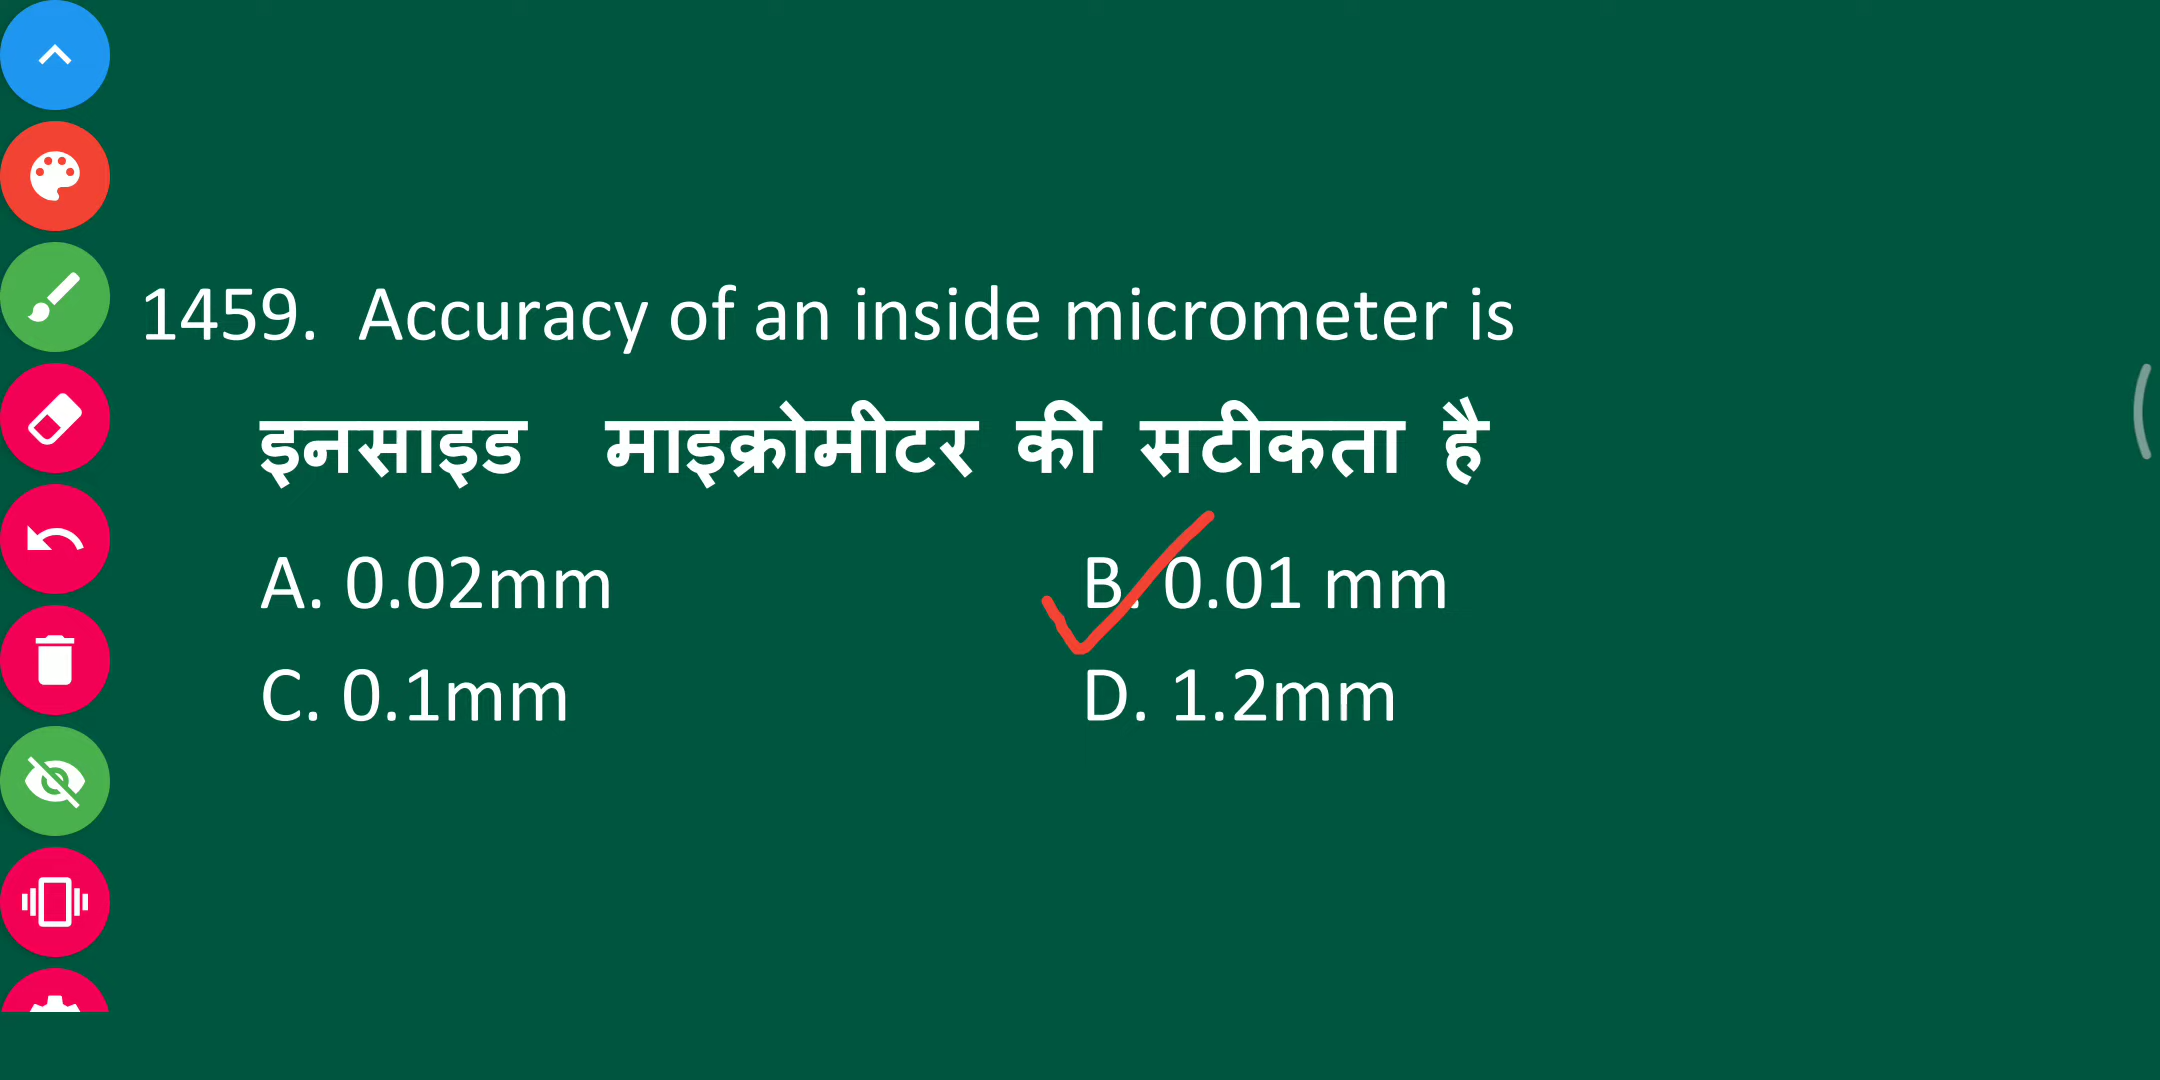 1459. Accuracy of an inside micrometer is
इनसाइड माइक्रोमीटर की सटीकता है
A. 0.02mm B. 0.01 mm
C. 0.1mm D. 1.2mm